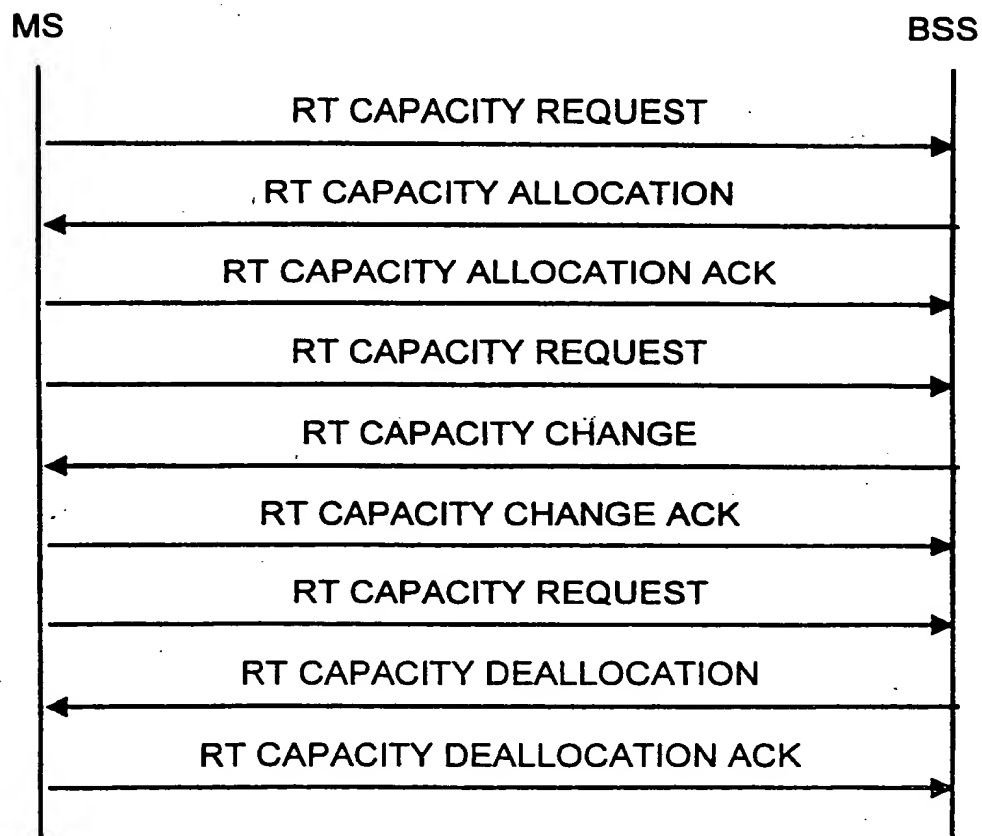 MS
BSS
RT CAPACITY REQUEST
RT CAPACITY ALLOCATION
RT CAPACITY ALLOCATION ACK
RT CAPACITY REQUEST
RT CAPACITY CHANGE
RT CAPACITY CHANGE ACK
RT CAPACITY REQUEST
RT CAPACITY DEALLOCATION
RT CAPACITY DEALLOCATION ACK